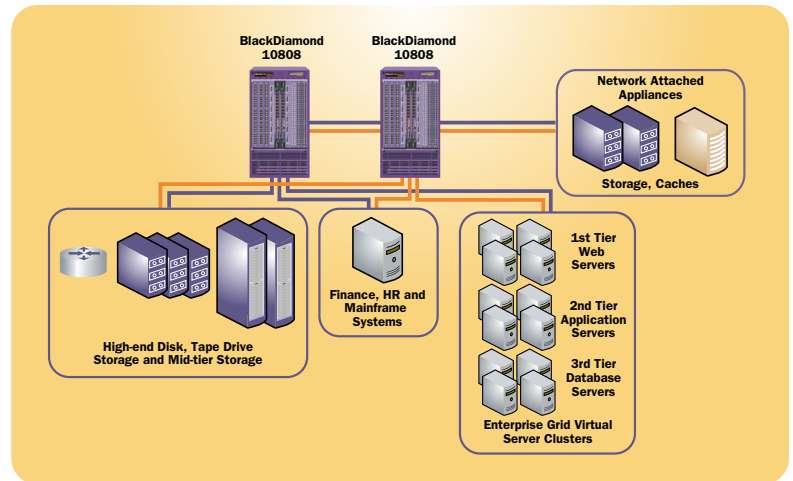 BlackDiamond
10808
BlackDiamond
10808
Network Attached
Appliances
Storage, Caches
High-end Disk, Tape Drive
Storage and Mid-tier Storage
Finance, HR and
Mainframe
Systems
1st Tier
Web
Servers
2nd Tier
Application
Servers
3rd Tier
Database
Servers
Enterprise Grid Virtual
Server Clusters